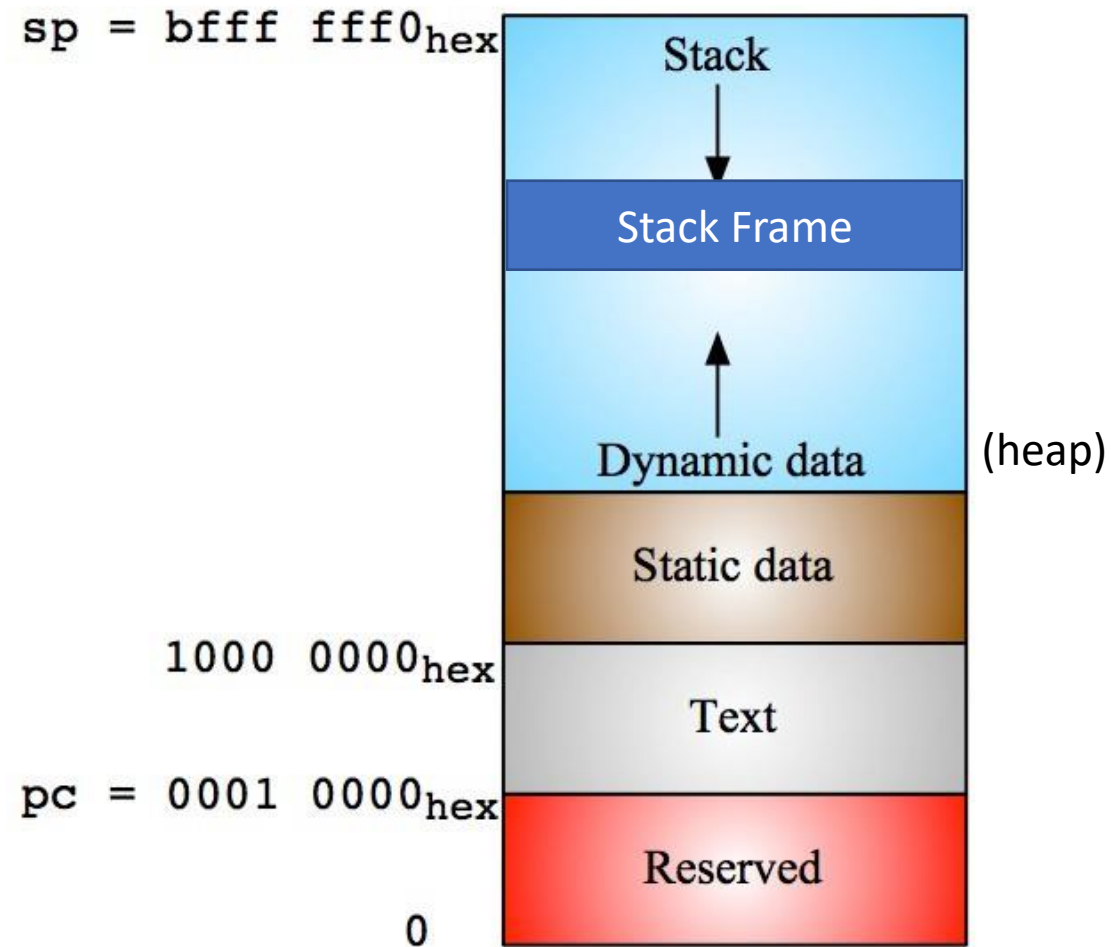 sp = bfff fff0hex
Stack
Stack Frame
Dynamic data
(heap)
Static data
1000 0000hex
Text
pc = 0001 0000hex
Reserved
0